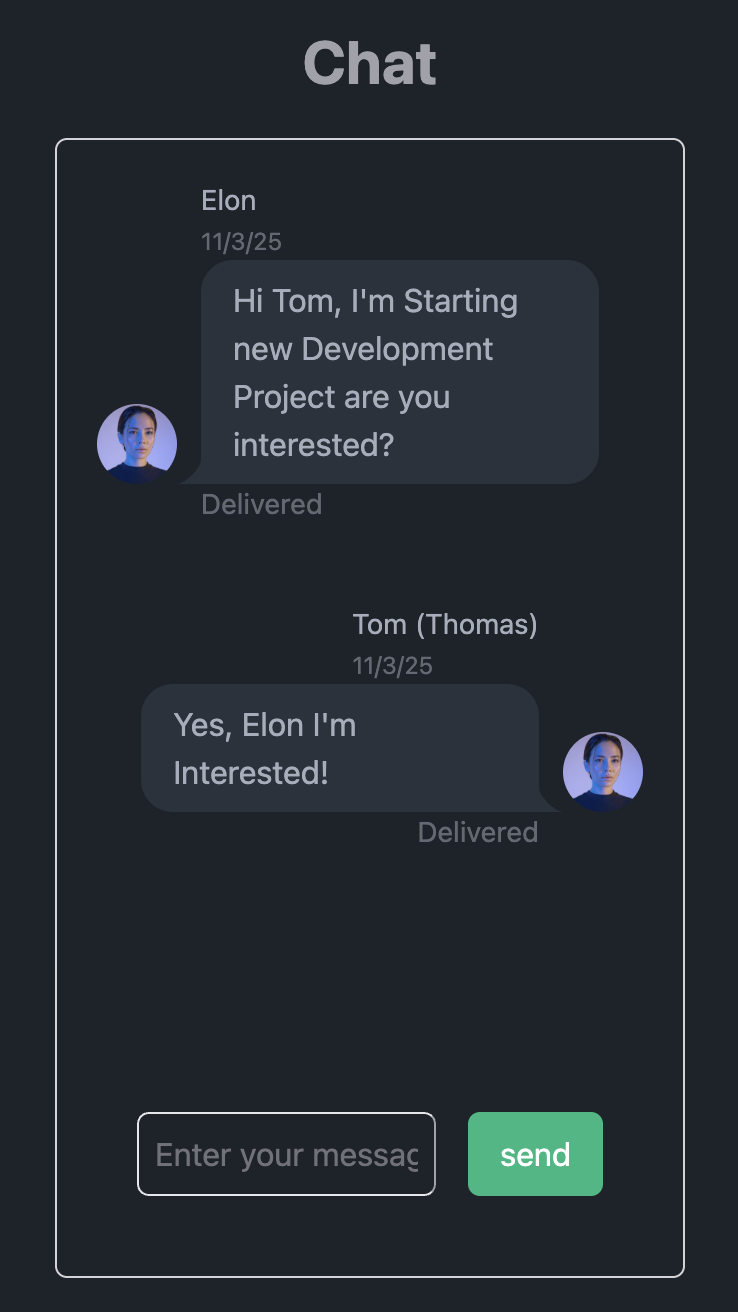 Chat
Elon
11/3/25
Hi Tom, I'm Starting
new Development
Project are you
interested?
Delivered
Tom (Thomas)
11/3/25
Yes, Elon I'm
Interested!
Delivered
Enter your messag
send